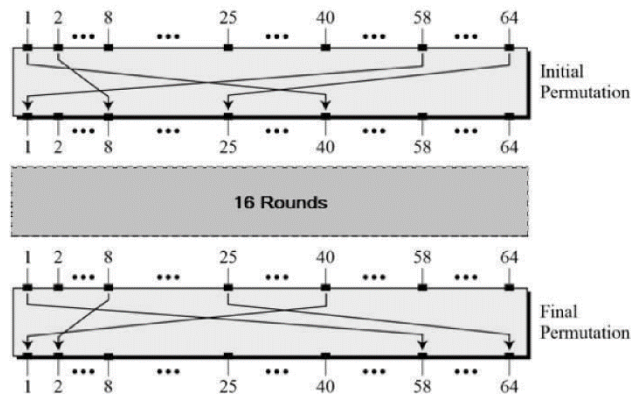 1 2 ••• 8 ••• 25 ••• 40 ••• 58 ••• 64
Initial
Permutation
••• ••• ••• ••• •••
1 2 8 25 40 58 64
16 Rounds
1 2 ••• 8 ••• 25 ••• 40 ••• 58 ••• 64
Final
Permutation
1 2 ••• 8 ••• 25 ••• 40 ••• 58 ••• 64